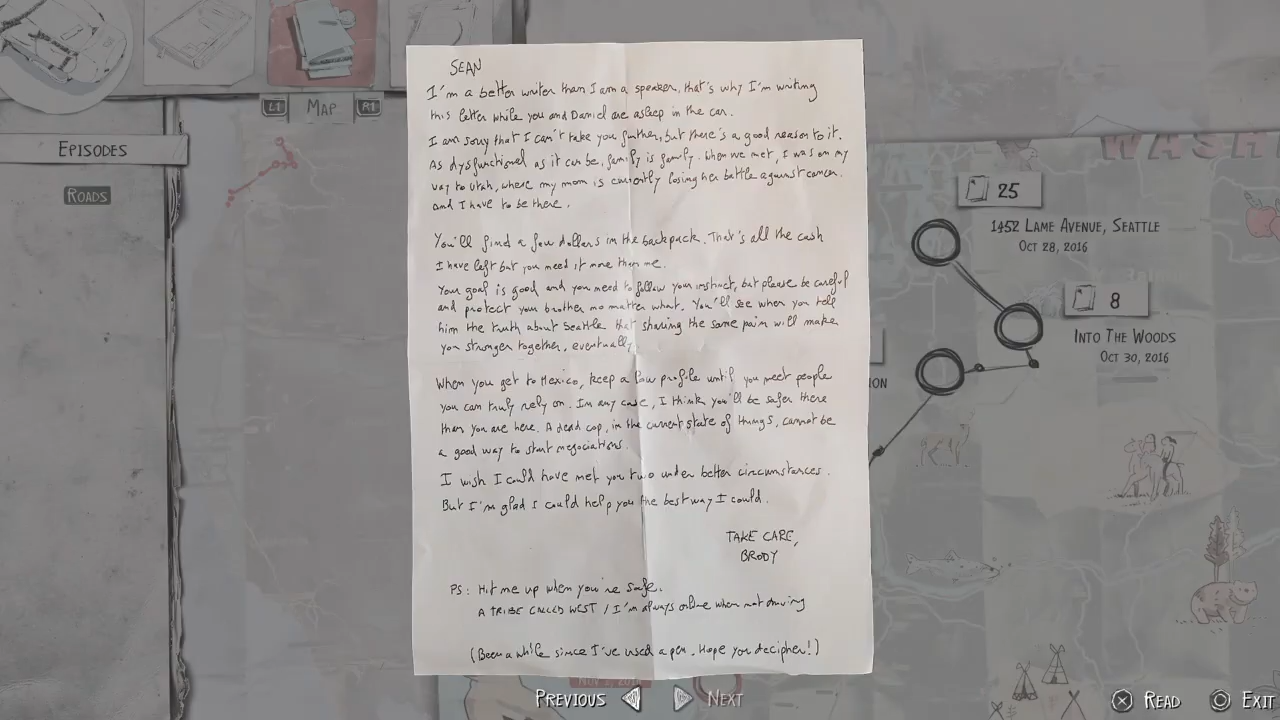 L1 MAP R1
EPISODES
ROADS
WASH
25
1452 LAME AVENUE, SEATTLE
OCT 28, 2016
8
INTO THE WOODS
OCT 30, 2016
ION
SEAN
I'm a better writer than I am a speaker, that's why I'm writing
this letter while you and Daniel are asleep in the car.
I am sorry that I can't take you further, but there's a good reason to it.
As dysfunctional as it can be, family is family. When we met, I was on my
way to Utah, where my mom is currently losing her battle against cancer.
and I have to be there.
You'll find a few dollars in the backpack. That's all the cash
I have left but you need it more than me.
Your goal is good and you need to follow your instinct, but please be careful
and protect your brother no matter what. You'll see when you tell
him the truth about Seattle that sharing the same pain will make
you stronger together, eventually.
When you get to Mexico, keep a low profile until you meet people
you can truly rely on. In any case, I think you'll be safer there
than you are here. A dead cop, in the current state of things, cannot be
a good way to start negociations.
I wish I could have met you two under better circumstances.
But I'm glad I could help you the best way I could.
TAKE CARE,
BRODY
PS: Hit me up when you're safe.
A TRIBE CALLED WEST / I'm always online when not driving
(Been a while since I've used a pen. Hope you decipher!)
PREVIOUS NEXT
READ EXIT